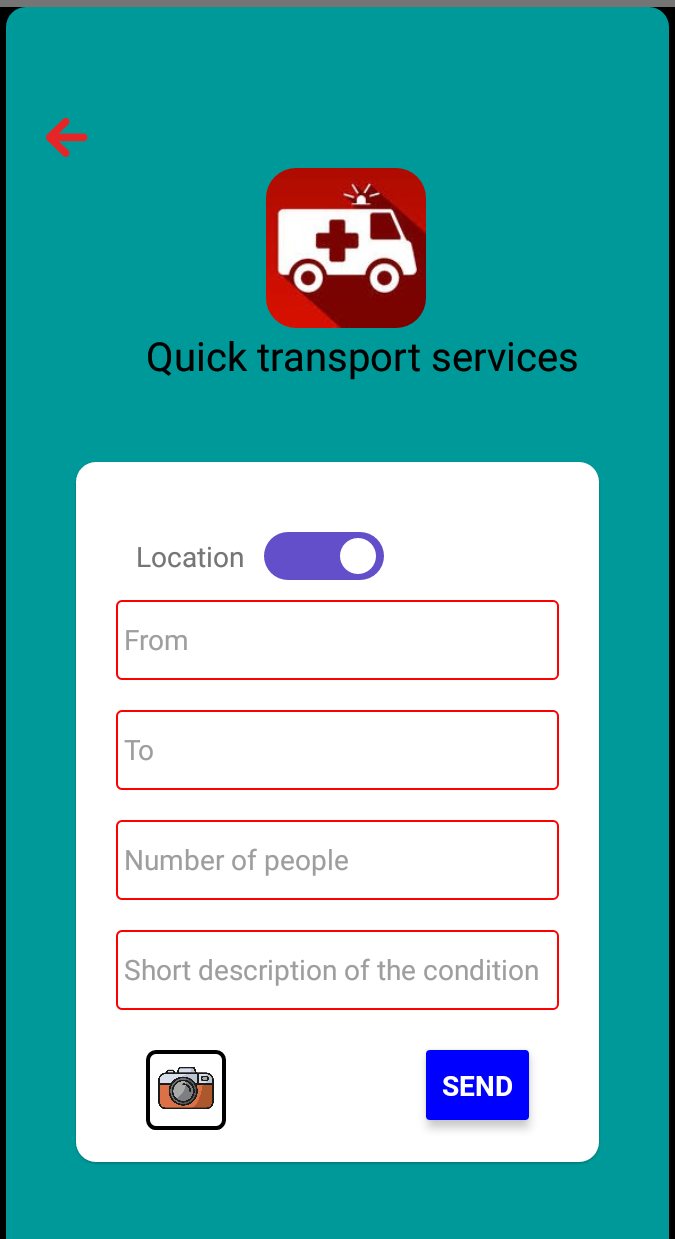 Quick transport services
Location
From
To
Number of people
Short description of the condition
SEND